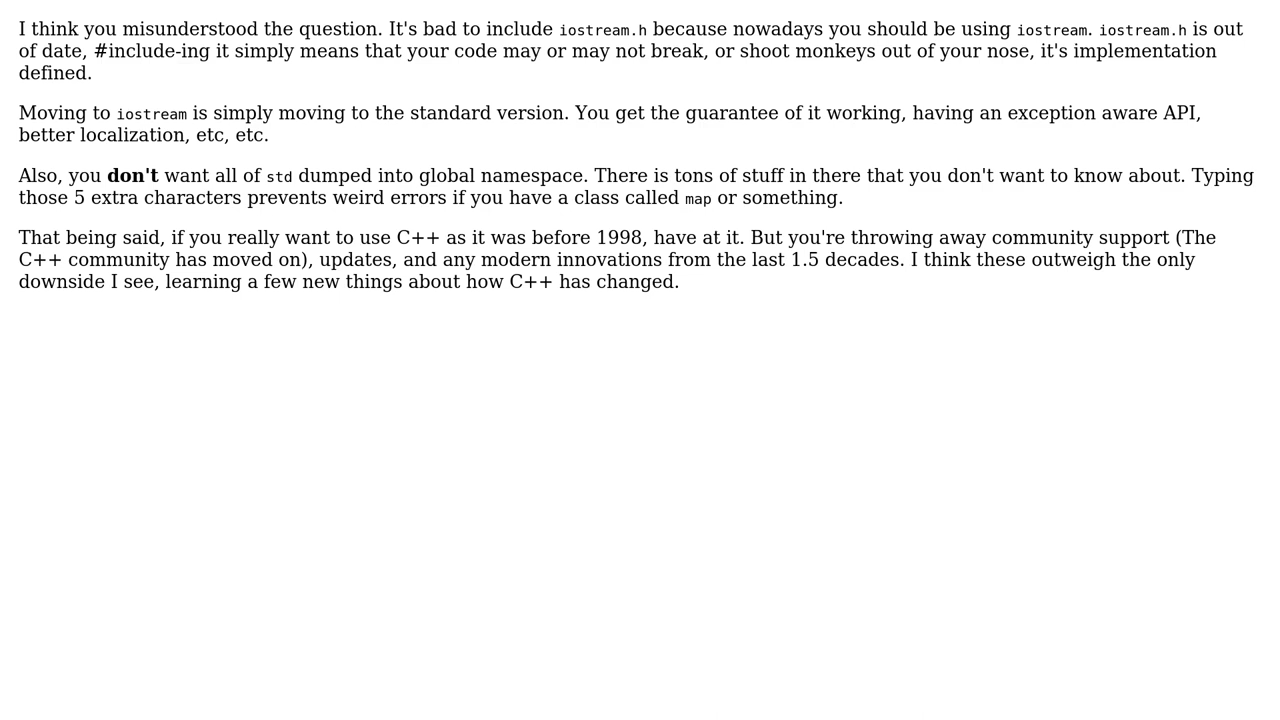 I think you misunderstood the question. It's bad to include iostream.h because nowadays you should be using iostream. iostream.h is out
of date, #include-ing it simply means that your code may or may not break, or shoot monkeys out of your nose, it's implementation
defined.
Moving to iostream is simply moving to the standard version. You get the guarantee of it working, having an exception aware API,
better localization, etc, etc.
Also, you don't want all of std dumped into global namespace. There is tons of stuff in there that you don't want to know about. Typing
those 5 extra characters prevents weird errors if you have a class called map or something.
That being said, if you really want to use C++ as it was before 1998, have at it. But you're throwing away community support (The
C++ community has moved on), updates, and any modern innovations from the last 1.5 decades. I think these outweigh the only
downside I see, learning a few new things about how C++ has changed.